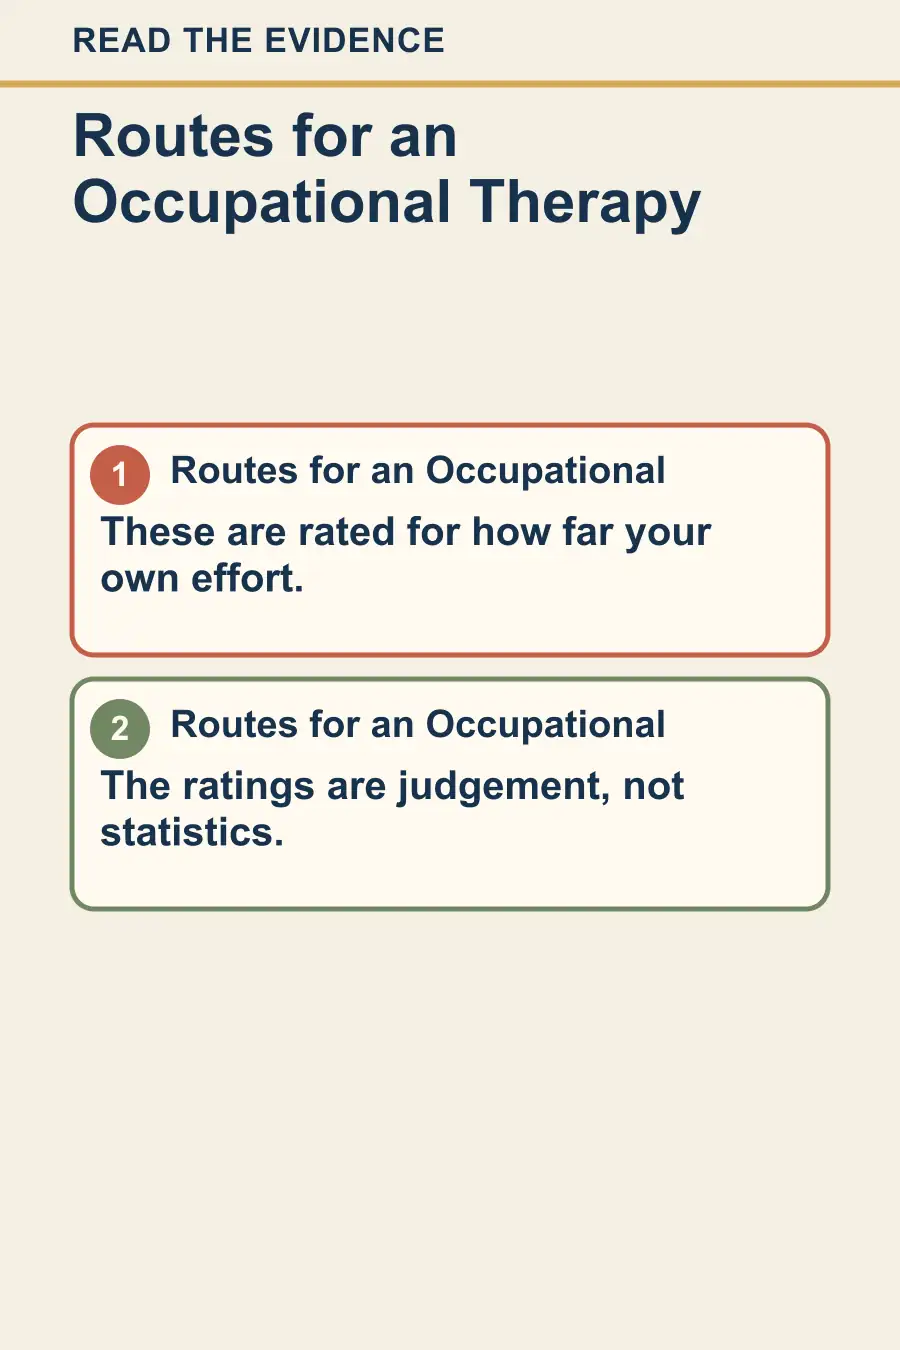 READ THE EVIDENCE
Routes for an
Occupational Therapy
1 Routes for an Occupational
These are rated for how far your
own effort.
2 Routes for an Occupational
The ratings are judgement, not
statistics.